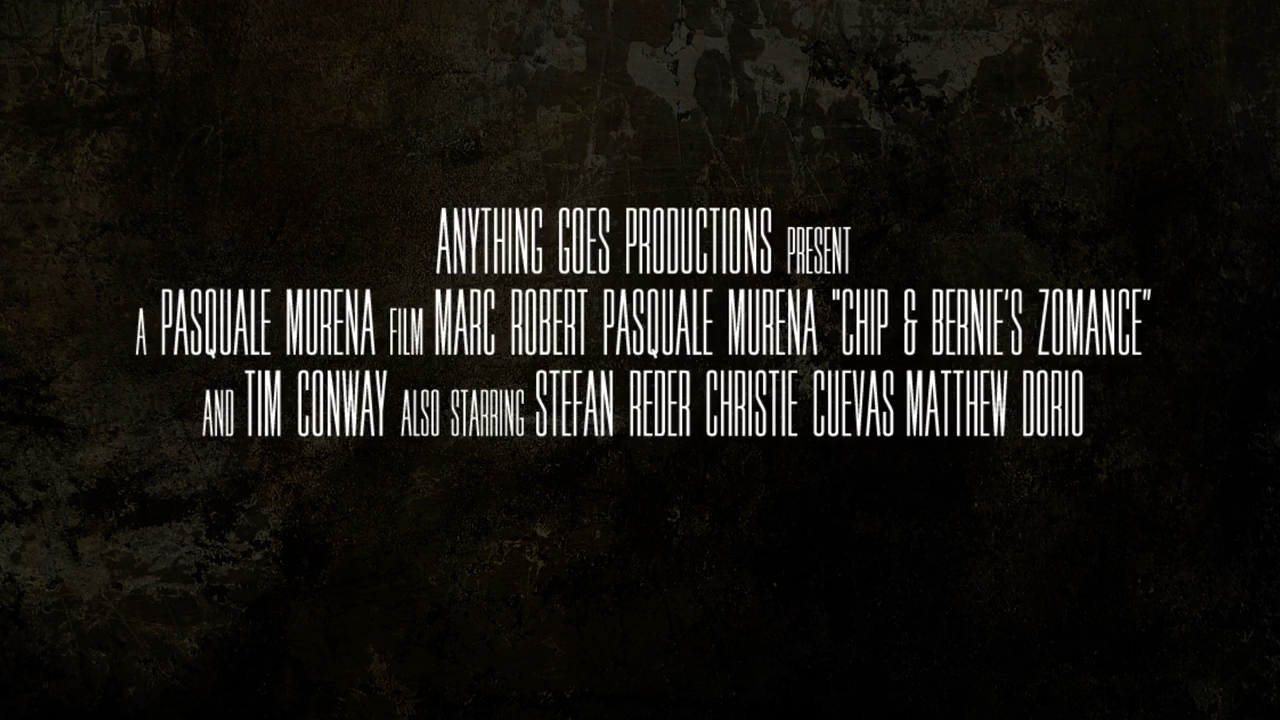 ANYTHING GOES PRODUCTIONS PRESENT
A PASQUALE MURENA FILM MARC ROBERT PASQUALE MURENA "CHIP & BERNIE'S ZOMANCE"
AND TIM CONWAY ALSO STARRING STEFAN REDER CHRISTIE CUEVAS MATTHEW DORIO